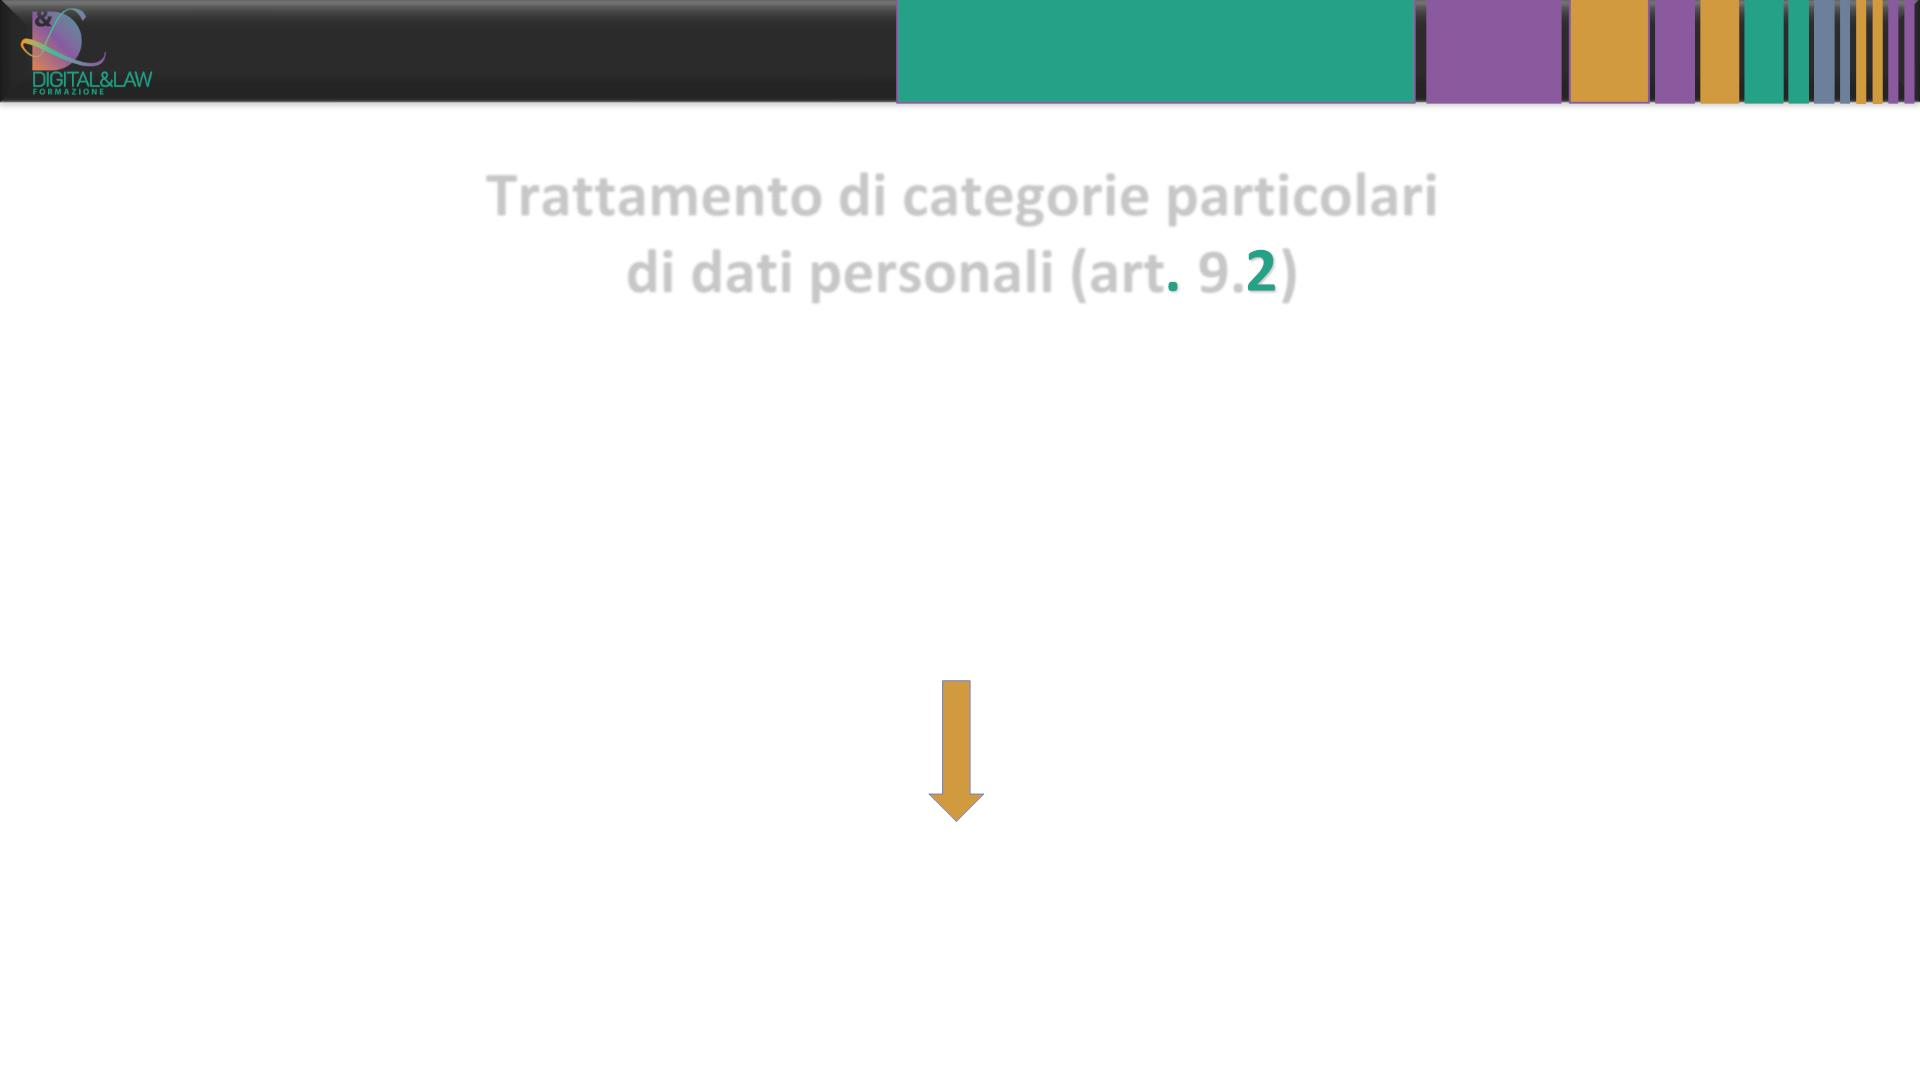 &
DIGITAL&LAW
FORMAZIONE
Trattamento di categorie particolari
di dati personali (art. 9.2)